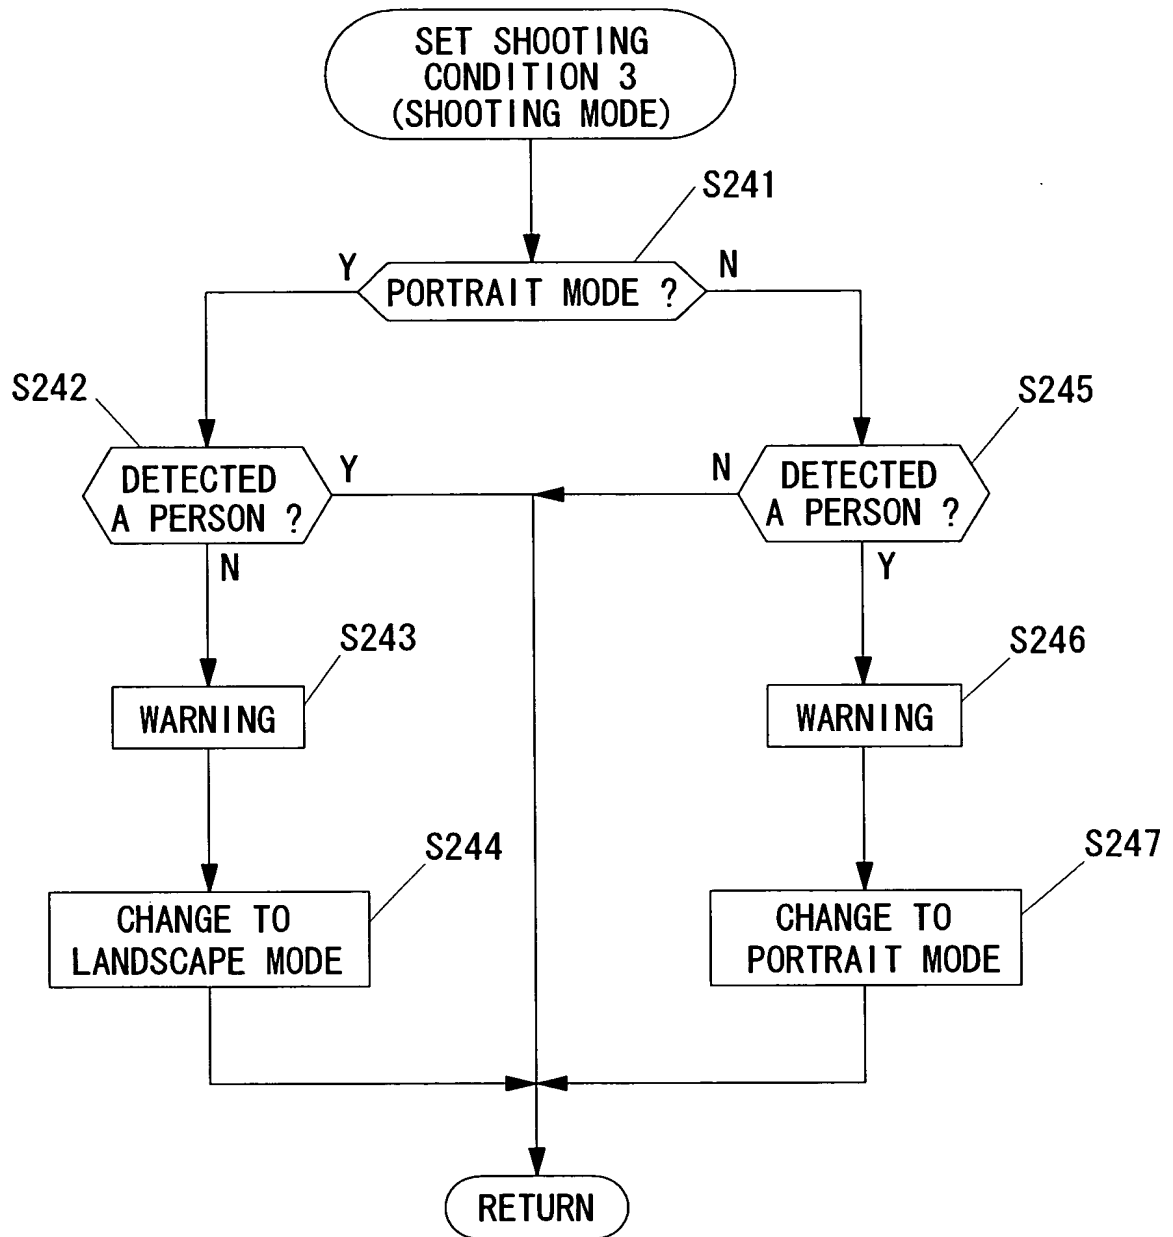 SET SHOOTING
CONDITION 3
(SHOOTING MODE)
S241
Y
PORTRAIT MODE ?
N
S242
S245
DETECTED
A PERSON ?
Y
N
N
DETECTED
A PERSON ?
Y
S243
S246
WARNING
WARNING
S244
S247
CHANGE TO
LANDSCAPE MODE
CHANGE TO
PORTRAIT MODE
RETURN